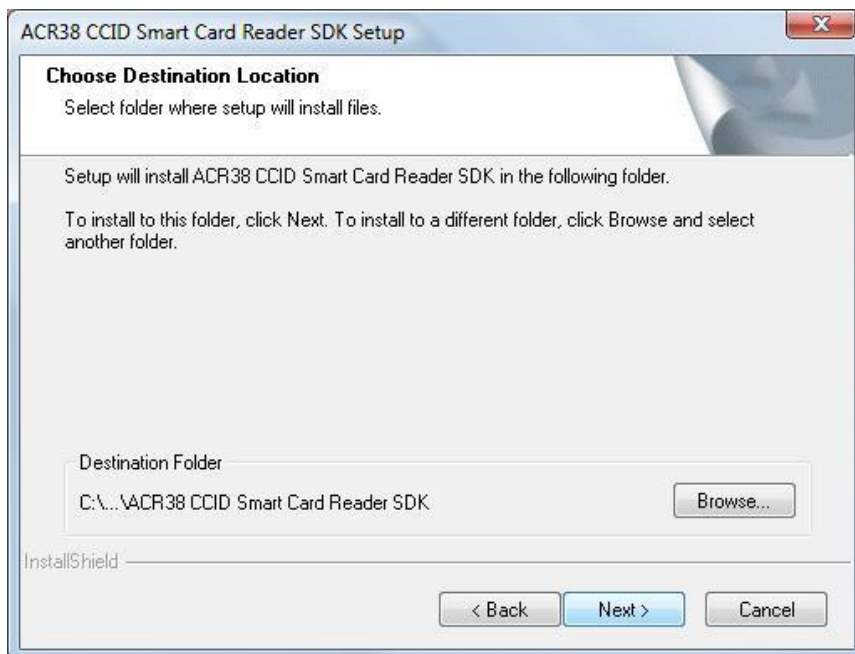 ACR38 CCID Smart Card Reader SDK Setup
Choose Destination Location
Select folder where setup will install files.
Setup will install ACR38 CCID Smart Card Reader SDK in the following folder.
To install to this folder, click Next. To install to a different folder, click Browse and select
another folder.
Destination Folder
C:\...\ACR38 CCID Smart Card Reader SDK
Browse...
InstallShield
< Back
Next >
Cancel